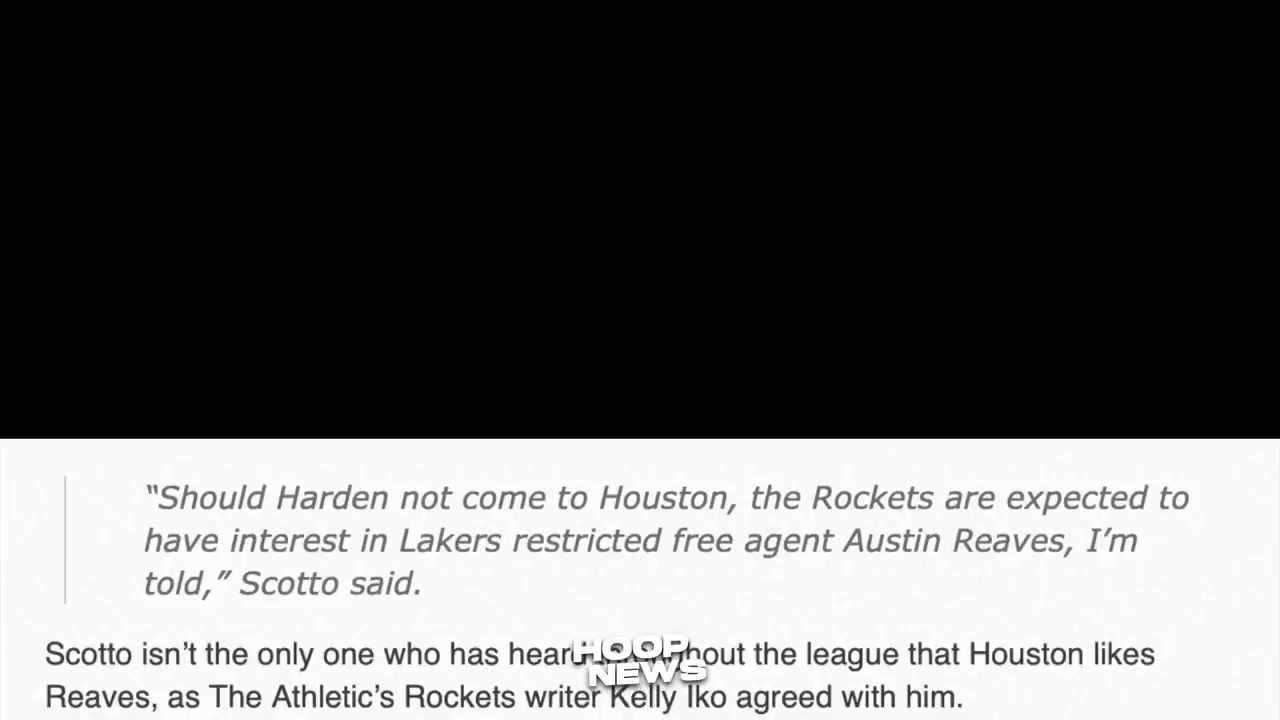 “Should Harden not come to Houston, the Rockets are expected to
have interest in Lakers restricted free agent Austin Reaves, I’m
told,” Scotto said.
Scotto isn’t the only one who has hear the league that Houston likes
Reaves, as The Athletic’s Rockets writer Kelly Iko agreed with him.
HOOP
NEWS